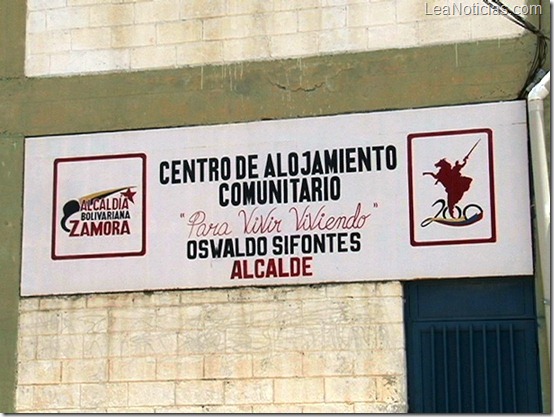 LeaNoticias.com
CENTRO DE ALOJAMIENTO
COMUNITARIO
"Para ViVir ViViendo"
OSWALDO SIFONTES
ALCALDE
ALCALDÍA
BOLIVARIANA
ZAMORA
200